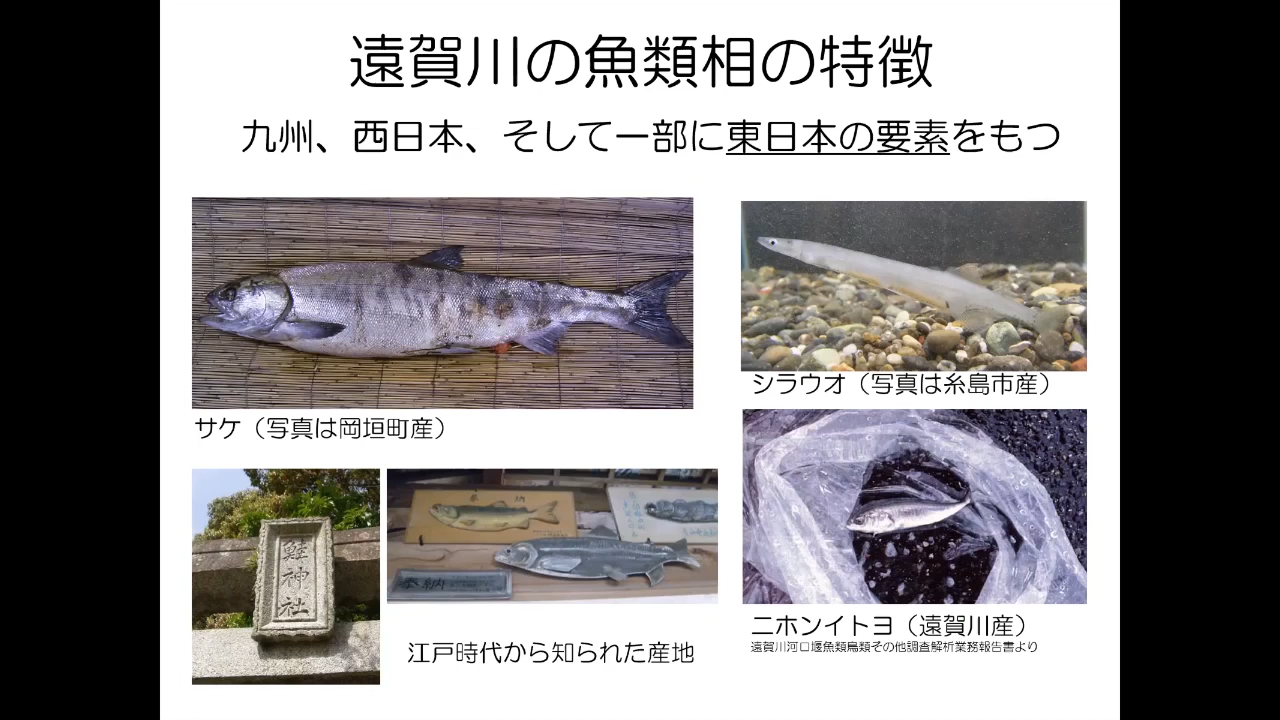 遠賀川の魚類相の特徴
九州、西日本、そして一部に東日本の要素をもつ
サケ（写真は岡垣町産）
シラウオ（写真は糸島市産）
鮭神社
奉納
奉納
江戸時代から知られた産地
ニホンイトヨ（遠賀川産）
遠賀川河口堰魚類鳥類その他調査解析業務報告書より